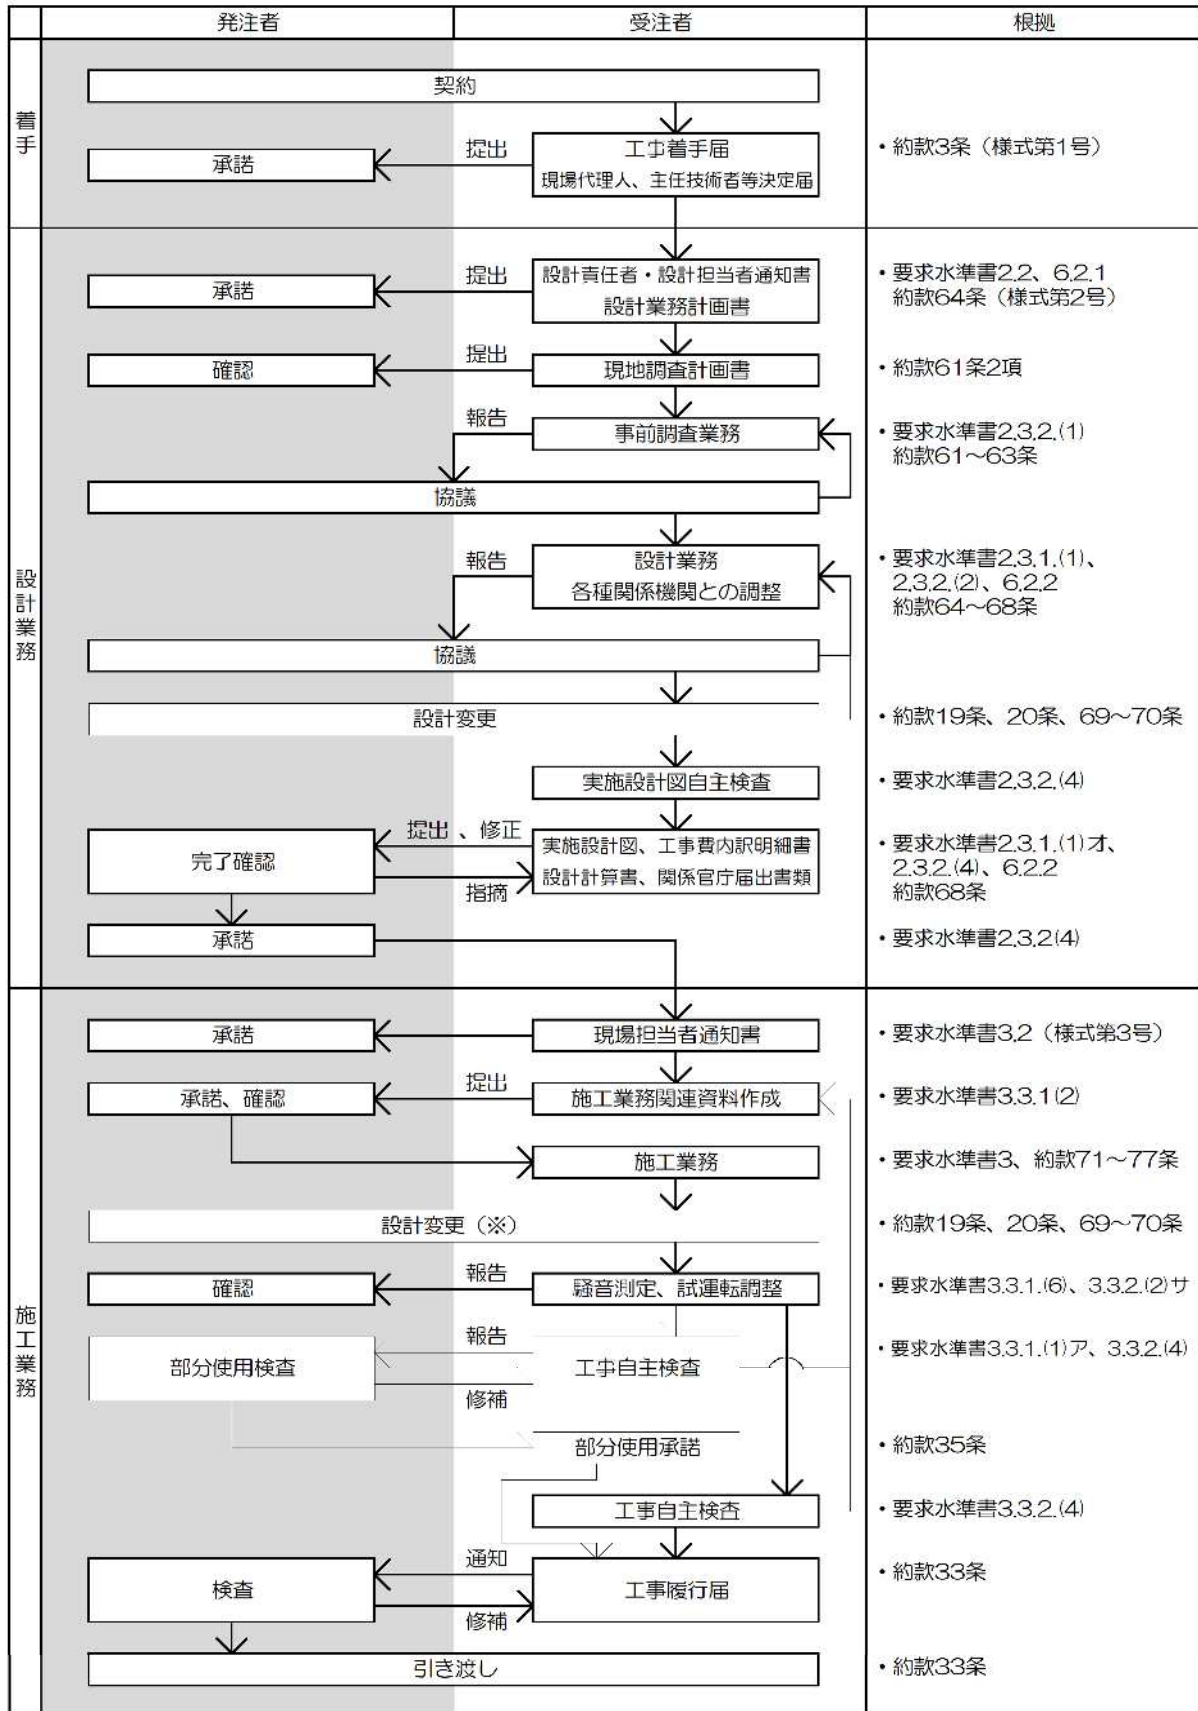 発注者 受注者 根拠
着手
契約
工事着手届
現場代理人、主任技術者等決定届
提出
承諾
・約款3条（様式第1号）
設計業務
設計責任者・設計担当者通知書
設計業務計画書
提出
承諾
・要求水準書2.2、6.2.1
約款64条（様式第2号）
現地調査計画書
提出
確認
・約款61条2項
事前調査業務
報告
・要求水準書2.3.2.(1)
約款61～63条
協議
設計業務
各種関係機関との調整
報告
・要求水準書2.3.1.(1)、
2.3.2.(2)、6.2.2
約款64～68条
協議
設計変更
・約款19条、20条、69～70条
実施設計図自主検査
・要求水準書2.3.2.(4)
提出、修正
完了確認
実施設計図、工事費内訳明細書
設計計算書、関係官庁届出書類
指摘
・要求水準書2.3.1.(1)オ、
2.3.2.(4)、6.2.2
約款68条
承諾
・要求水準書2.3.2(4)
施工業務
承諾
現場担当者通知書
・要求水準書3.2（様式第3号）
承諾、確認
提出
施工業務関連資料作成
・要求水準書3.3.1(2)
施工業務
・要求水準書3、約款71～77条
設計変更（※）
・約款19条、20条、69～70条
確認
報告
騒音測定、試運転調整
・要求水準書3.3.1.(6)、3.3.2.(2)サ
部分使用検査
報告
修補
工事自主検査
・要求水準書3.3.1.(1)ア、3.3.2.(4)
部分使用承諾
・約款35条
工事自主検査
・要求水準書3.3.2.(4)
検査
通知
修補
工事履行届
・約款33条
引き渡し
・約款33条